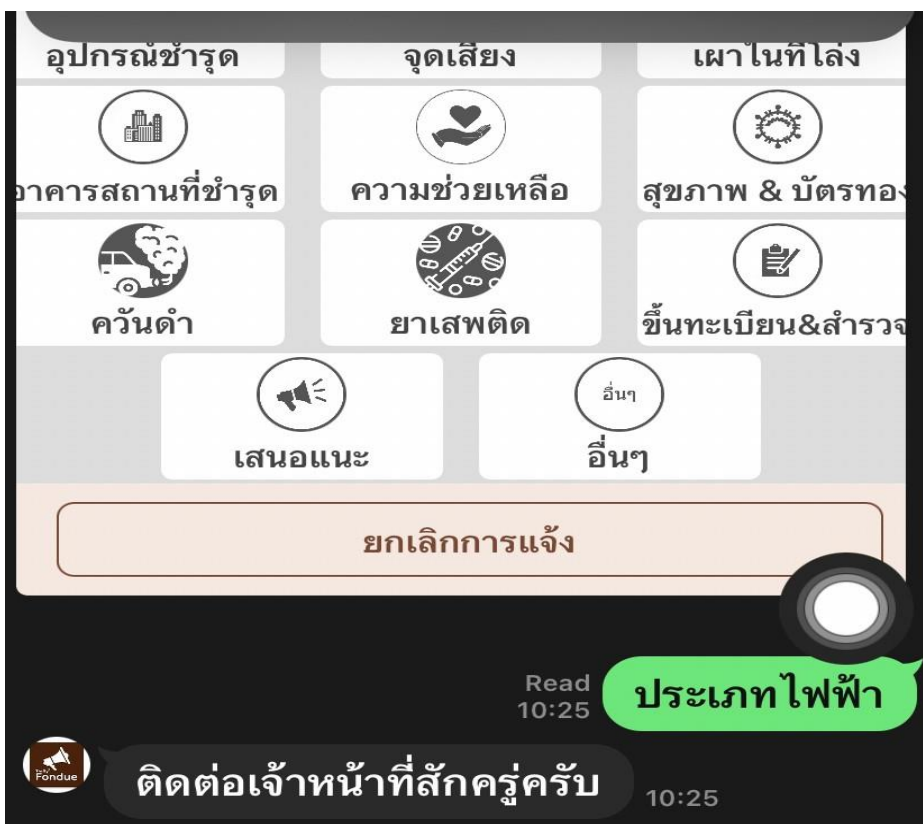 อุปกรณ์ชำรุด จุดเสียง เผาในที่โล่ง
อาคารสถานที่ชำรุด ความช่วยเหลือ สุขภาพ & บัตรทอง
ควันดำ ยาเสพติด ขึ้นทะเบียน&สำรวจ
อื่นๆ
เสนอแนะ อื่นๆ
ยกเลิกการแจ้ง
Read
10:25 ประเภทไฟฟ้า
Fondue
ติดต่อเจ้าหน้าที่สักครู่ครับ 10:25